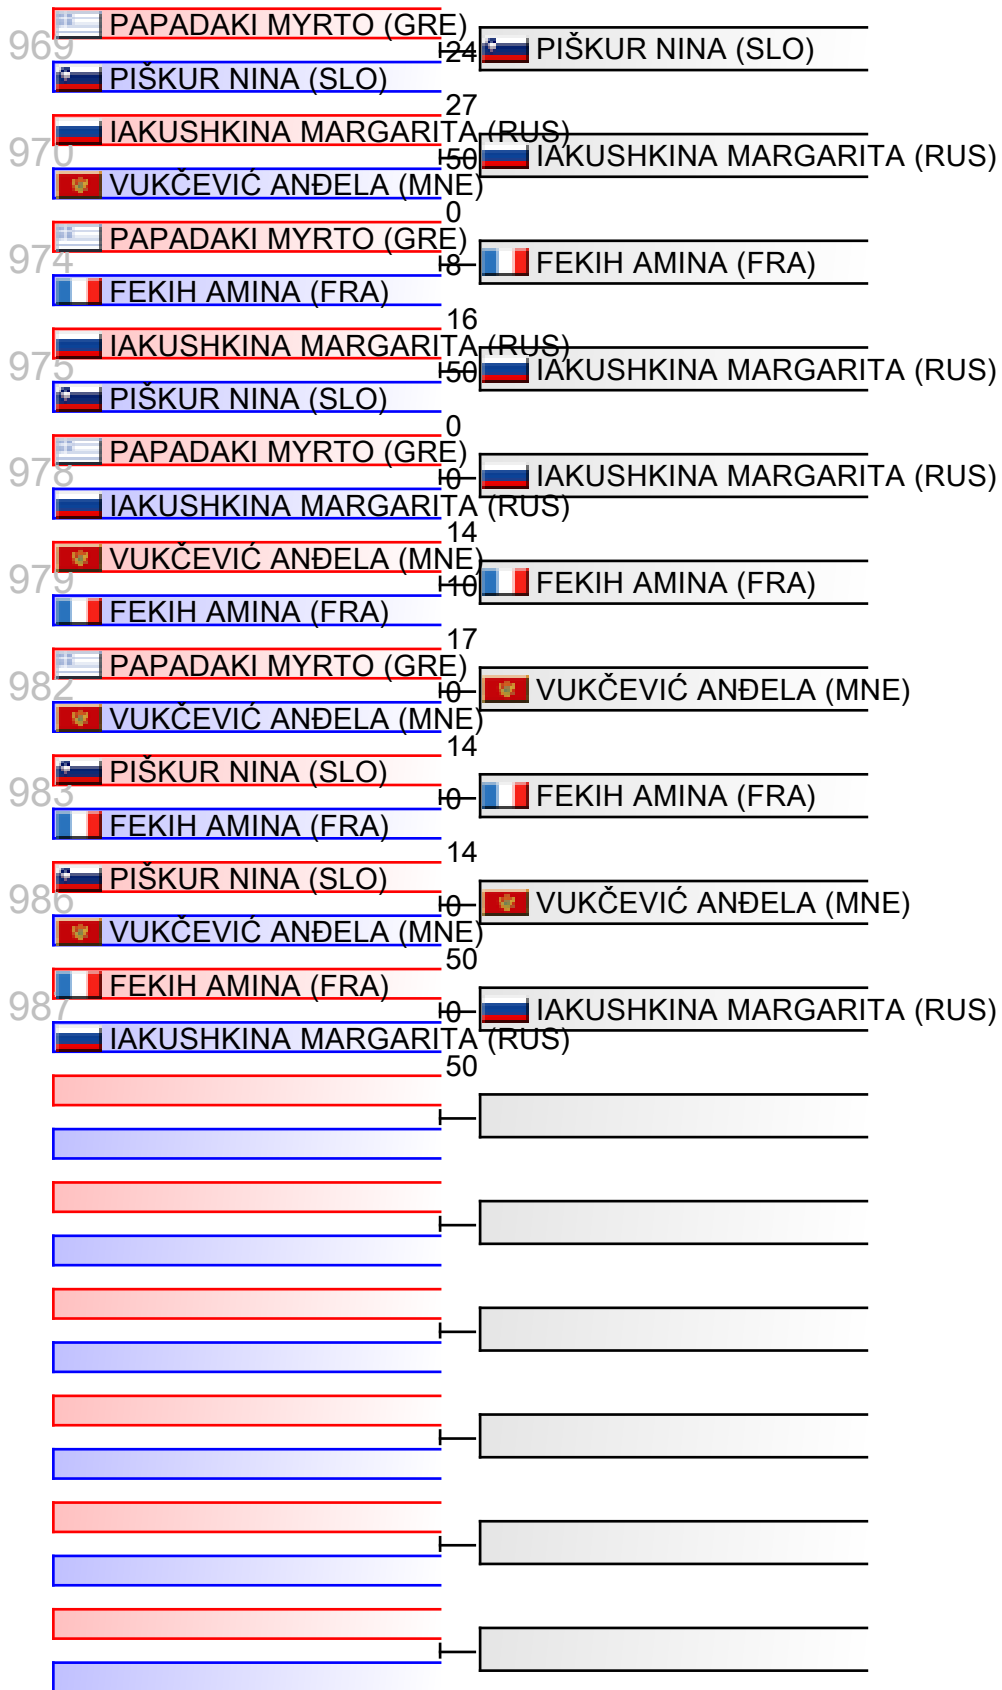 PAPADAKI MYRTO (GRE)
969
24
PIŠKUR NINA (SLO)
PIŠKUR NINA (SLO)
27
IAKUSHKINA MARGARITA (RUS)
970
50
IAKUSHKINA MARGARITA (RUS)
VUKČEVIĆ ANĐELA (MNE)
0
PAPADAKI MYRTO (GRE)
974
8
FEKIH AMINA (FRA)
FEKIH AMINA (FRA)
16
IAKUSHKINA MARGARITA (RUS)
975
50
IAKUSHKINA MARGARITA (RUS)
PIŠKUR NINA (SLO)
0
PAPADAKI MYRTO (GRE)
978
0
IAKUSHKINA MARGARITA (RUS)
IAKUSHKINA MARGARITA (RUS)
14
VUKČEVIĆ ANĐELA (MNE)
979
10
FEKIH AMINA (FRA)
FEKIH AMINA (FRA)
17
PAPADAKI MYRTO (GRE)
982
0
VUKČEVIĆ ANĐELA (MNE)
VUKČEVIĆ ANĐELA (MNE)
14
PIŠKUR NINA (SLO)
983
0
FEKIH AMINA (FRA)
FEKIH AMINA (FRA)
14
PIŠKUR NINA (SLO)
986
0
VUKČEVIĆ ANĐELA (MNE)
VUKČEVIĆ ANĐELA (MNE)
50
FEKIH AMINA (FRA)
987
0
IAKUSHKINA MARGARITA (RUS)
IAKUSHKINA MARGARITA (RUS)
50